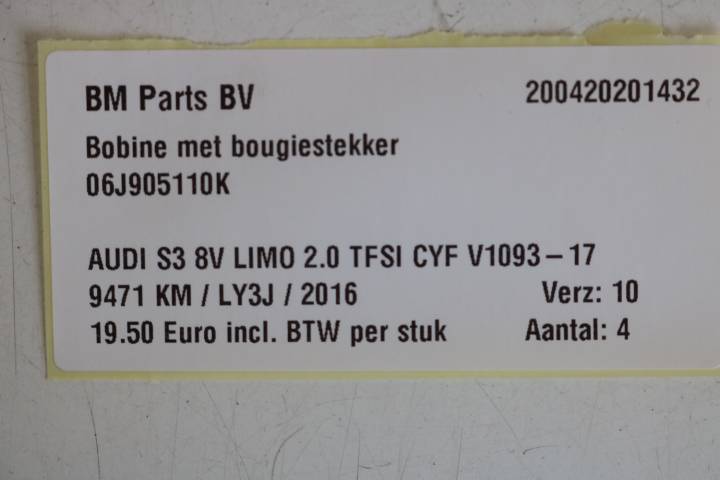 BM Parts BV 200420201432
Bobine met bougiestekker
06J905110K
AUDI S3 8V LIMO 2.0 TFSI CYF V1093-17
9471 KM / LY3J / 2016 Verz: 10
19.50 Euro incl. BTW per stuk Aantal: 4